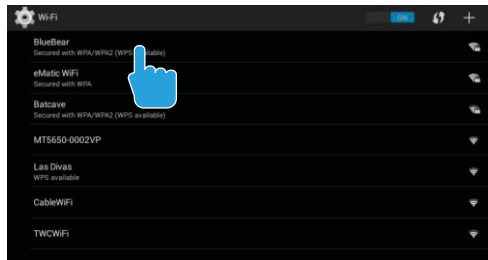 Wi-Fi
ON
BlueBear
Secured with WPA/WPA2 (WPS available)
eMatic WiFi
Secured with WPA
Batcave
Secured with WPA/WPA2 (WPS available)
MT5650-0002VP
Las Divas
WPS available
CableWiFi
TWCWiFi